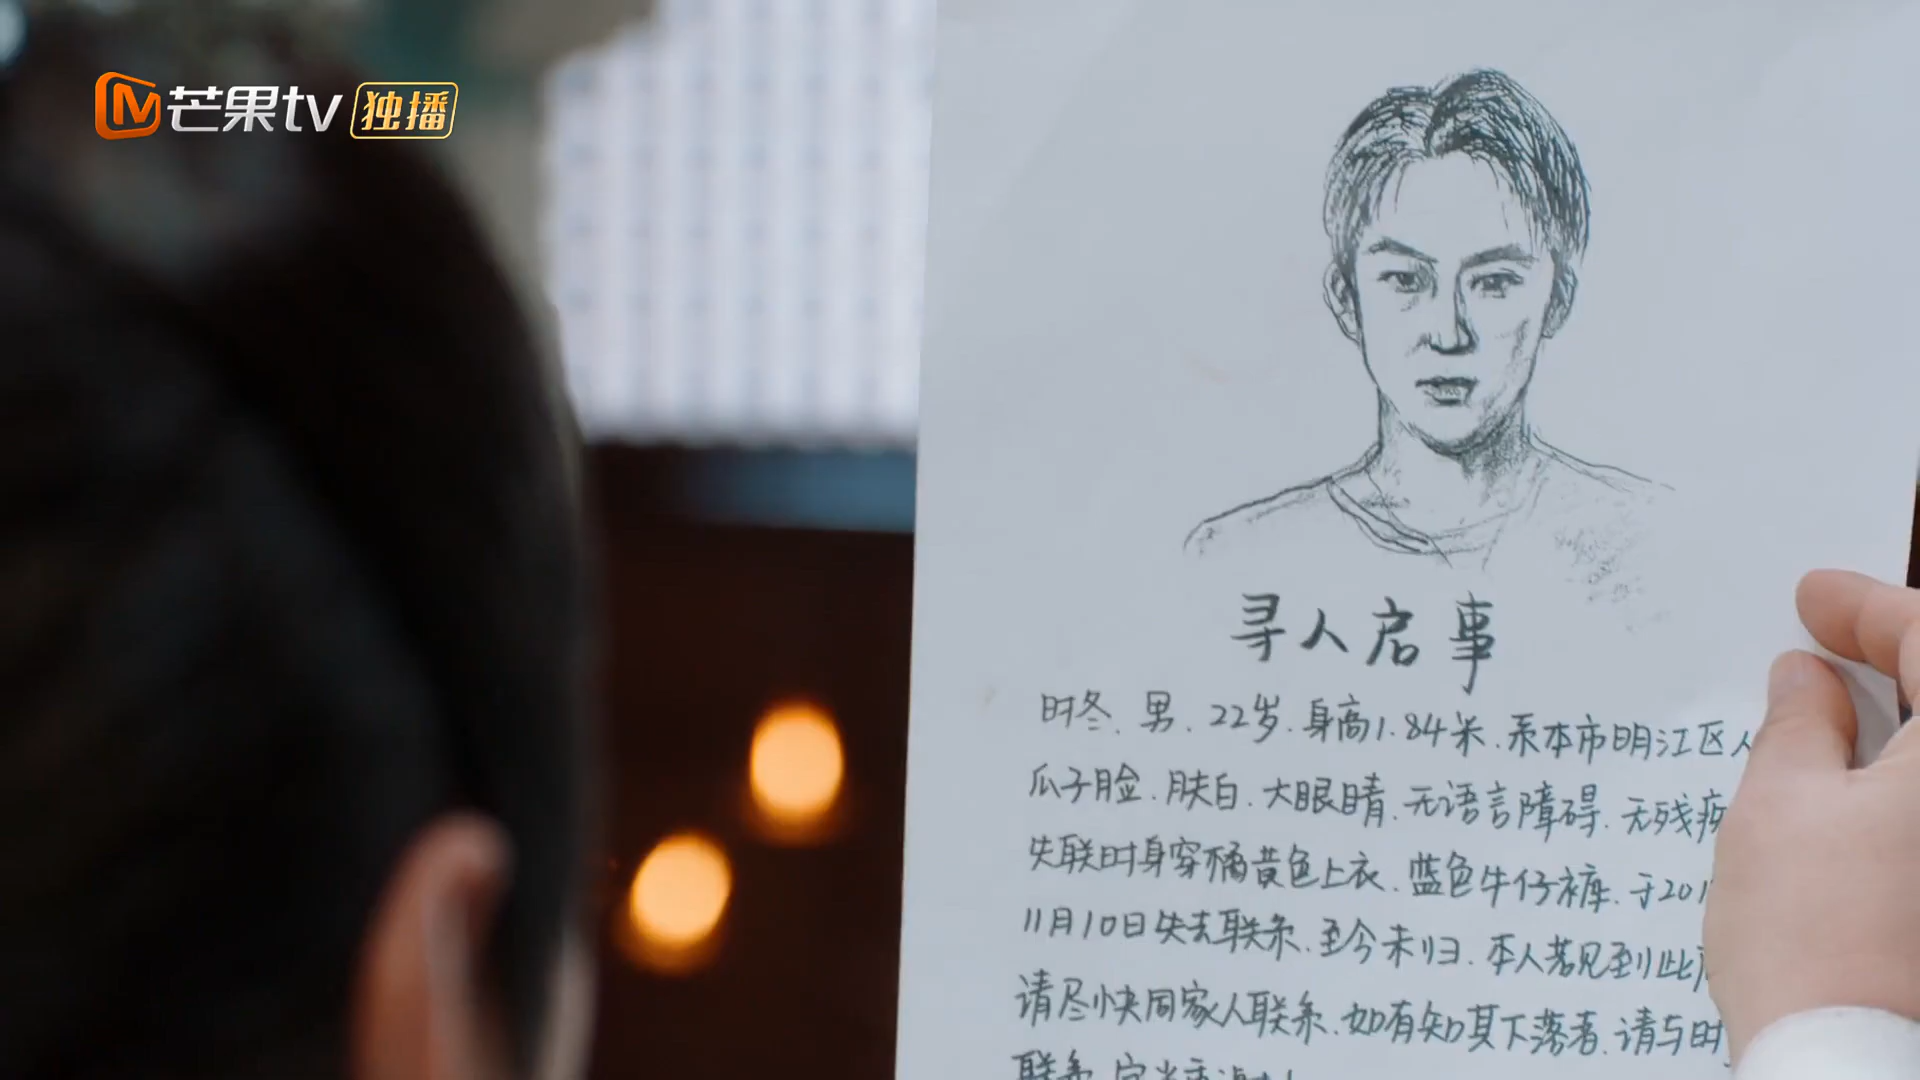 芒果tv 独播
寻人启事
时冬、男、22岁、身高1.84米、系本市明江区人
瓜子脸、肤白、大眼睛、无语言障碍、无残疾
失联时身穿橘黄色上衣、蓝色牛仔裤、于201
11月10日失去联系、至今未归、本人若见到此
请尽快同家人联系、如有知其下落者、请与时
联系